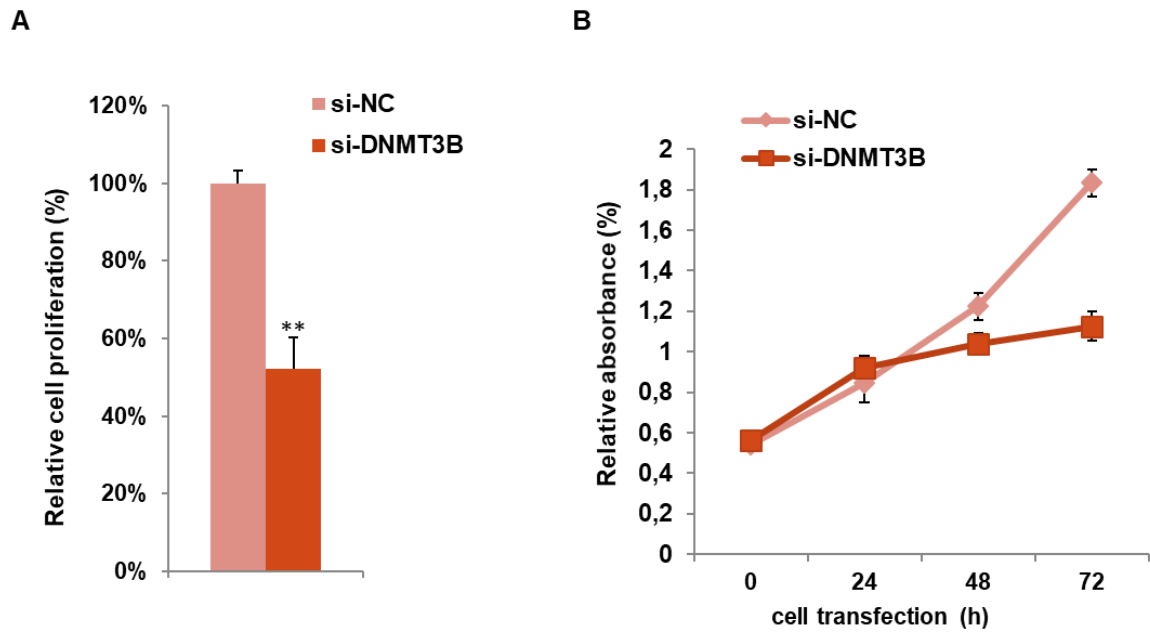 A
si-NC
si-DNMT3B
120%
100%
80%
60%
40%
20%
0%
Relative cell proliferation (%)
**
B
si-NC
si-DNMT3B
2
1,8
1,6
1,4
1,2
1
0,8
0,6
0,4
0,2
0
Relative absorbance (%)
0 24 48 72
cell transfection (h)